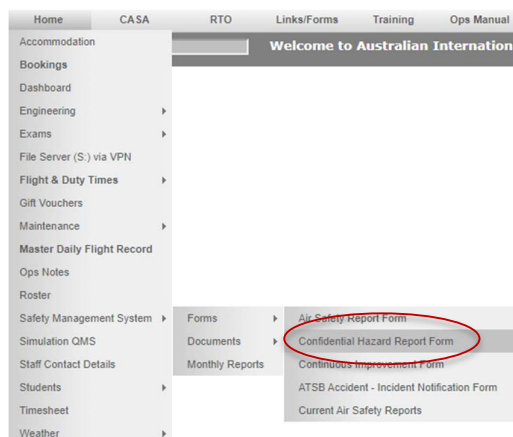 Home CASA RTO Links/Forms Training Ops Manual
Welcome to Australian Internation
Accommodation
Bookings
Dashboard
Engineering
Exams
File Server (S:) via VPN
Flight & Duty Times
Gift Vouchers
Maintenance
Master Daily Flight Record
Ops Notes
Roster
Safety Management System
Simulation QMS
Staff Contact Details
Students
Timesheet
Weather
Forms
Documents
Monthly Reports
Air Safety Report Form
Confidential Hazard Report Form
Continuous Improvement Form
ATSB Accident - Incident Notification Form
Current Air Safety Reports